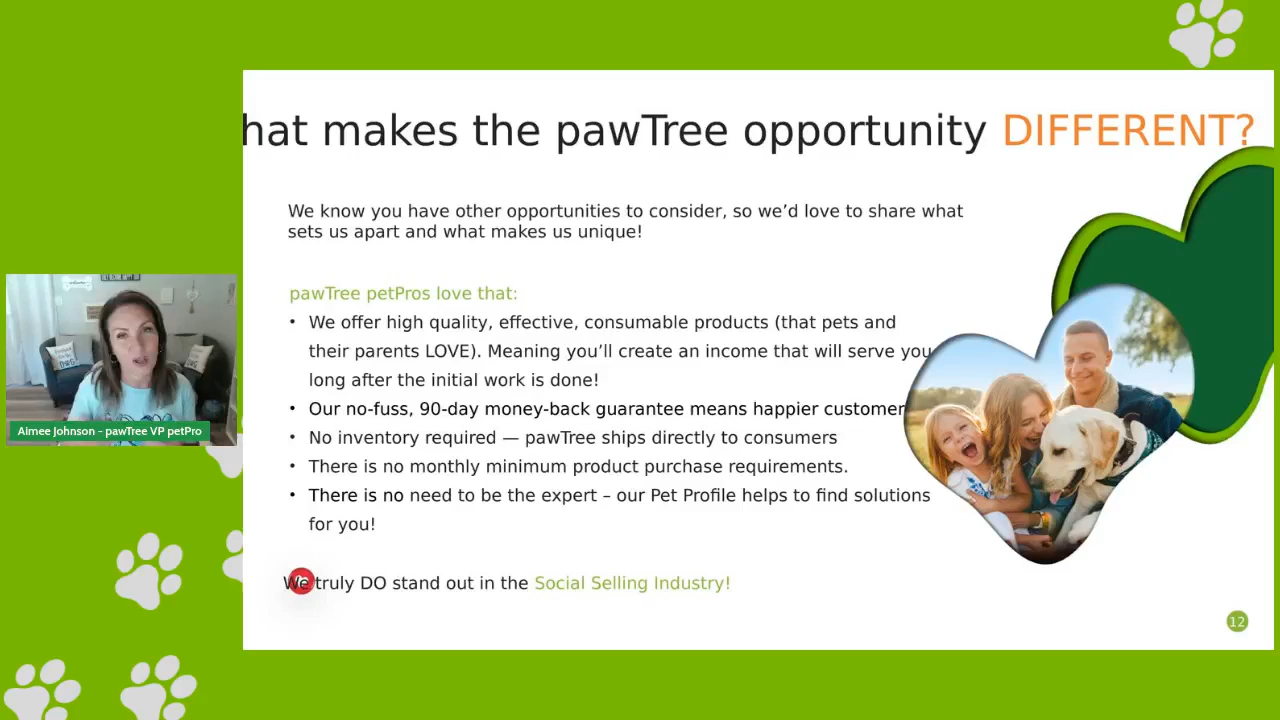 hat makes the pawTree opportunity DIFFERENT?
We know you have other opportunities to consider, so we’d love to share what
sets us apart and what makes us unique!
pawTree petPros love that:
• We offer high quality, effective, consumable products (that pets and
their parents LOVE). Meaning you’ll create an income that will serve you
long after the initial work is done!
• Our no-fuss, 90-day money-back guarantee means happier customer
• No inventory required — pawTree ships directly to consumers
• There is no monthly minimum product purchase requirements.
• There is no need to be the expert – our Pet Profile helps to find solutions
for you!
We truly DO stand out in the Social Selling Industry!
12
Aimee Johnson – pawTree VP petPro